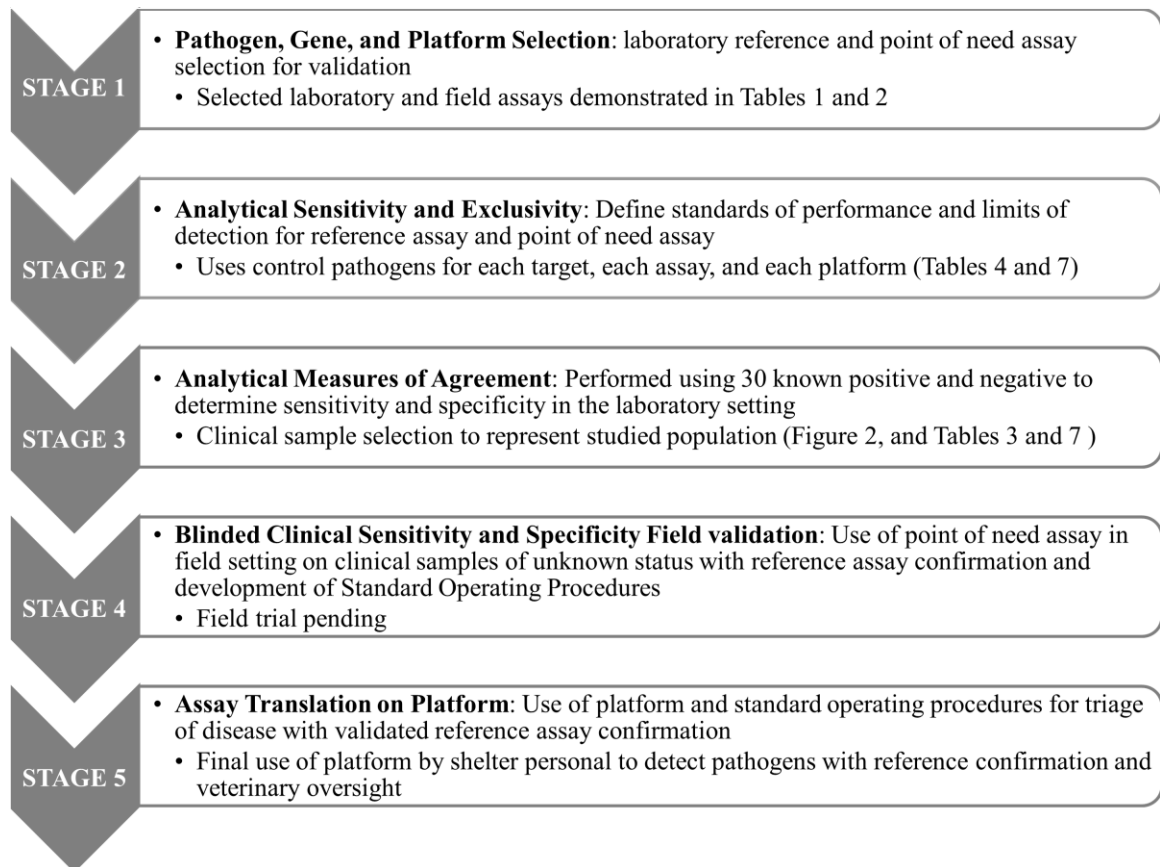 STAGE 1
• Pathogen, Gene, and Platform Selection: laboratory reference and point of need assay
selection for validation
• Selected laboratory and field assays demonstrated in Tables 1 and 2
STAGE 2
• Analytical Sensitivity and Exclusivity: Define standards of performance and limits of
detection for reference assay and point of need assay
• Uses control pathogens for each target, each assay, and each platform (Tables 4 and 7)
STAGE 3
• Analytical Measures of Agreement: Performed using 30 known positive and negative to
determine sensitivity and specificity in the laboratory setting
• Clinical sample selection to represent studied population (Figure 2, and Tables 3 and 7 )
STAGE 4
• Blinded Clinical Sensitivity and Specificity Field validation: Use of point of need assay in
field setting on clinical samples of unknown status with reference assay confirmation and
development of Standard Operating Procedures
• Field trial pending
STAGE 5
• Assay Translation on Platform: Use of platform and standard operating procedures for triage
of disease with validated reference assay confirmation
• Final use of platform by shelter personal to detect pathogens with reference confirmation and
veterinary oversight